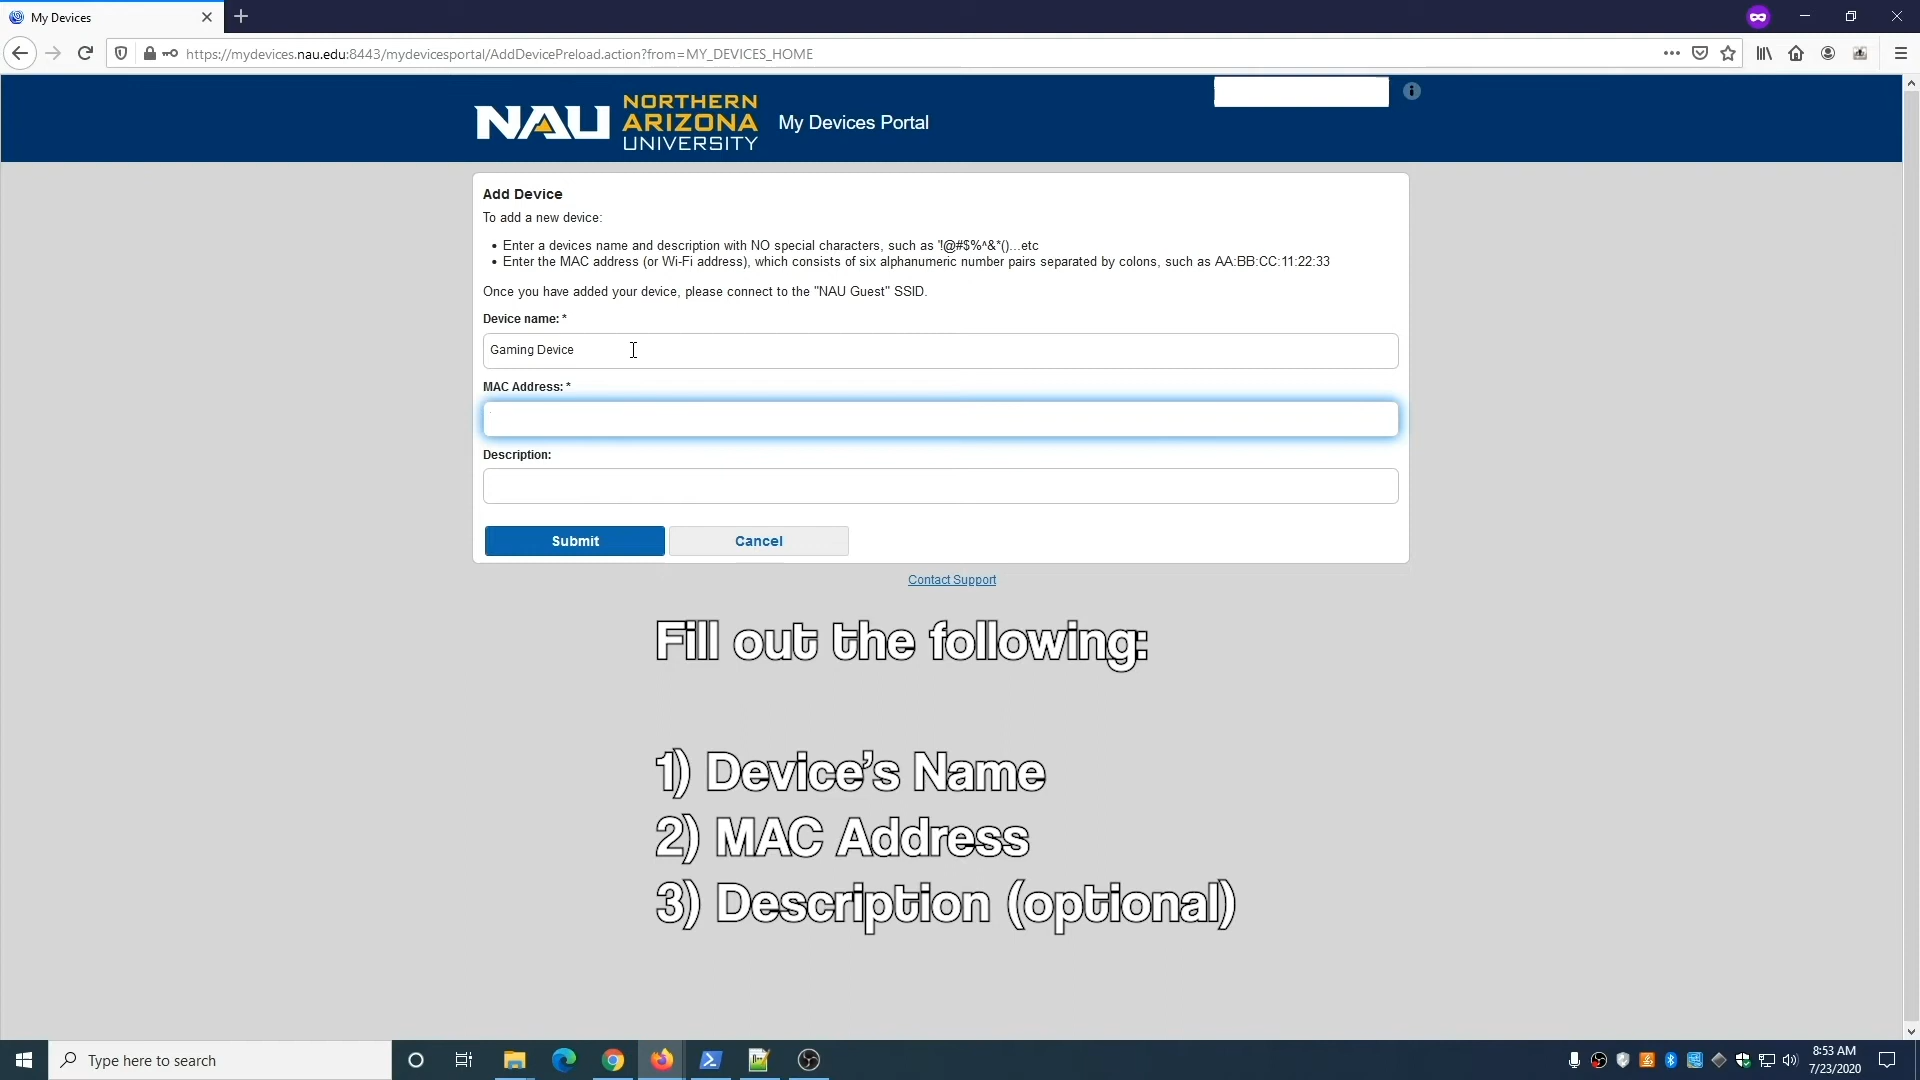 My Devices
https://mydevices.nau.edu:8443/mydevicesportal/AddDevicePreload.action?from=MY_DEVICES_HOME
NAU NORTHERN ARIZONA UNIVERSITY
My Devices Portal
Add Device
To add a new device:
• Enter a devices name and description with NO special characters, such as '!@#$%^&*()...etc
• Enter the MAC address (or Wi-Fi address), which consists of six alphanumeric number pairs separated by colons, such as AA:BB:CC:11:22:33
Once you have added your device, please connect to the "NAU Guest" SSID.
Device name: *
Gaming Device
MAC Address: *
Description:
Submit
Cancel
Contact Support
Fill out the following:
1) Device's Name
2) MAC Address
3) Description (optional)
Type here to search
8:53 AM
7/23/2020